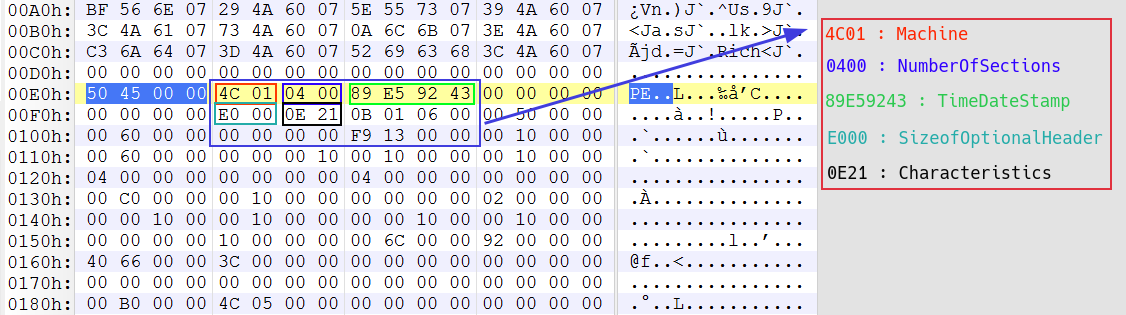 00A0h: BF 56 6E 07 29 4A 60 07 5E 55 73 07 39 4A 60 07 ¿Vn.)J`.^Us.9J`.
00B0h: 3C 4A 61 07 73 4A 60 07 0A 6C 6B 07 3E 4A 60 07 <Ja.sJ`..lk.>J`.
00C0h: C3 6A 64 07 3D 4A 60 07 52 69 63 68 3C 4A 60 07 Ãjd.=J`.Rich<J`.
00D0h: 00 00 00 00 00 00 00 00 00 00 00 00 00 00 00 00 ................
00E0h: 50 45 00 00 4C 01 04 00 89 E5 92 43 00 00 00 00 PE..L...‰å’C....
00F0h: 00 00 00 00 E0 00 0E 21 0B 01 06 00 00 50 00 00 ....à..!.....P..
0100h: 00 60 00 00 00 00 00 00 F9 13 00 00 00 10 00 00 .`......ù.......
0110h: 00 60 00 00 00 00 00 10 00 10 00 00 00 10 00 00 .`..............
0120h: 04 00 00 00 00 00 00 00 04 00 00 00 00 00 00 00 ................
0130h: 00 C0 00 00 00 10 00 00 00 00 00 00 02 00 00 00 .À..............
0140h: 00 00 10 00 00 10 00 00 00 00 10 00 00 10 00 00 ................
0150h: 00 00 00 00 10 00 00 00 00 6C 00 00 92 00 00 00 .........l..’...
0160h: 40 66 00 00 3C 00 00 00 00 00 00 00 00 00 00 00 @f..<...........
0170h: 00 00 00 00 00 00 00 00 00 00 00 00 00 00 00 00 ................
0180h: 00 B0 00 00 4C 05 00 00 00 00 00 00 00 00 00 00 .°..L...........
4C01 : Machine
0400 : NumberOfSections
89E59243 : TimeDateStamp
E000 : SizeofOptionalHeader
0E21 : Characteristics